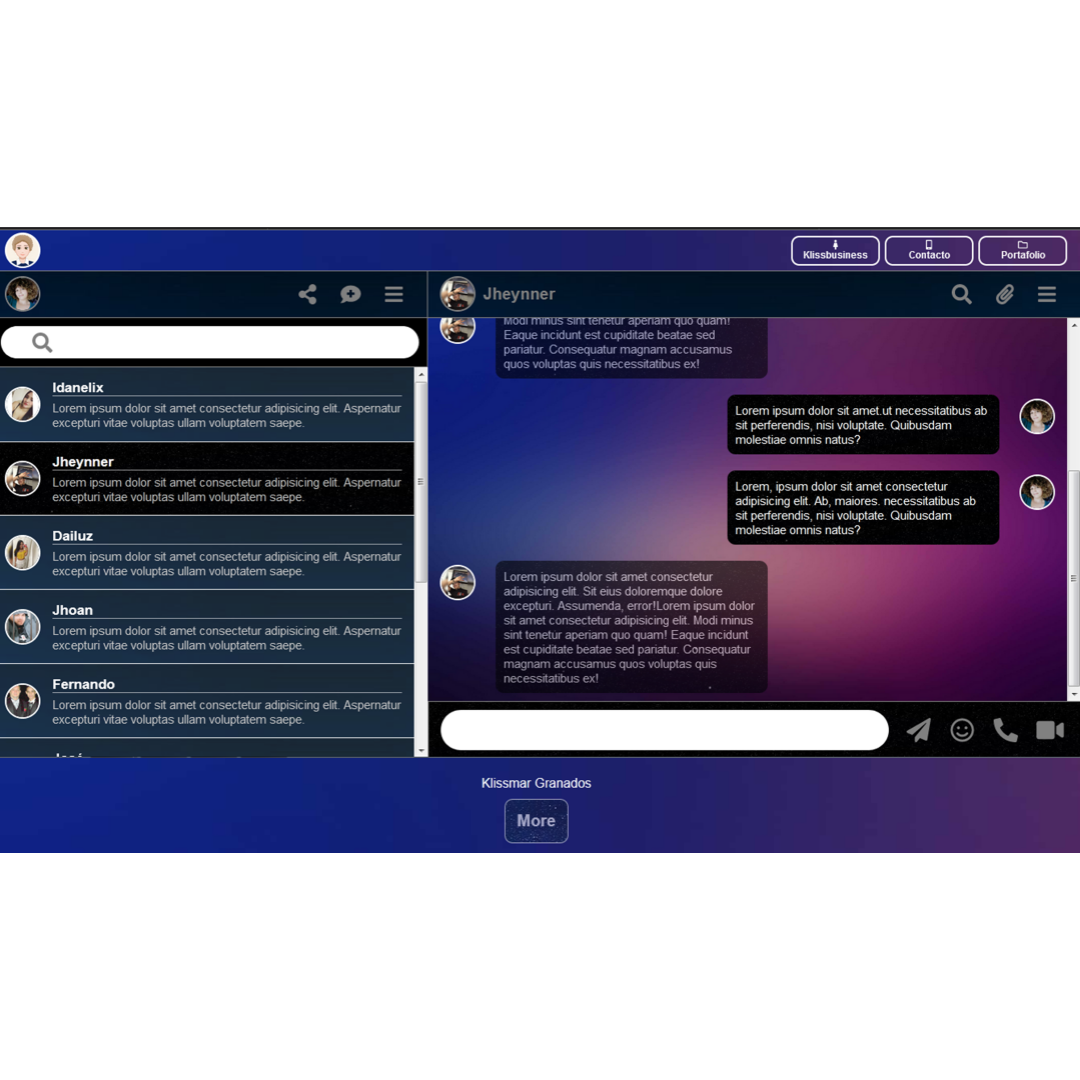 Klissbusiness
Contacto
Portafolio
Jheynner
Idanelix
Lorem ipsum dolor sit amet consectetur adipisicing elit. Aspernatur
excepturi vitae voluptas ullam voluptatem saepe.
Jheynner
Lorem ipsum dolor sit amet consectetur adipisicing elit. Aspernatur
excepturi vitae voluptas ullam voluptatem saepe.
Dailuz
Lorem ipsum dolor sit amet consectetur adipisicing elit. Aspernatur
excepturi vitae voluptas ullam voluptatem saepe.
Jhoan
Lorem ipsum dolor sit amet consectetur adipisicing elit. Aspernatur
excepturi vitae voluptas ullam voluptatem saepe.
Fernando
Lorem ipsum dolor sit amet consectetur adipisicing elit. Aspernatur
excepturi vitae voluptas ullam voluptatem saepe.
Modi minus sint tenetur aperiam quo quam!
Eaque incidunt est cupiditate beatae sed
pariatur. Consequatur magnam accusamus
quos voluptas quis necessitatibus ex!
Lorem ipsum dolor sit amet.ut necessitatibus ab
sit perferendis, nisi voluptate. Quibusdam
molestiae omnis natus?
Lorem, ipsum dolor sit amet consectetur
adipisicing elit. Ab, maiores. necessitatibus ab
sit perferendis, nisi voluptate. Quibusdam
molestiae omnis natus?
Lorem ipsum dolor sit amet consectetur
adipisicing elit. Sit eius doloremque dolore
excepturi. Assumenda, error!Lorem ipsum dolor
sit amet consectetur adipisicing elit. Modi minus
sint tenetur aperiam quo quam! Eaque incidunt
est cupiditate beatae sed pariatur. Consequatur
magnam accusamus quos voluptas quis
necessitatibus ex!
Klissmar Granados
More